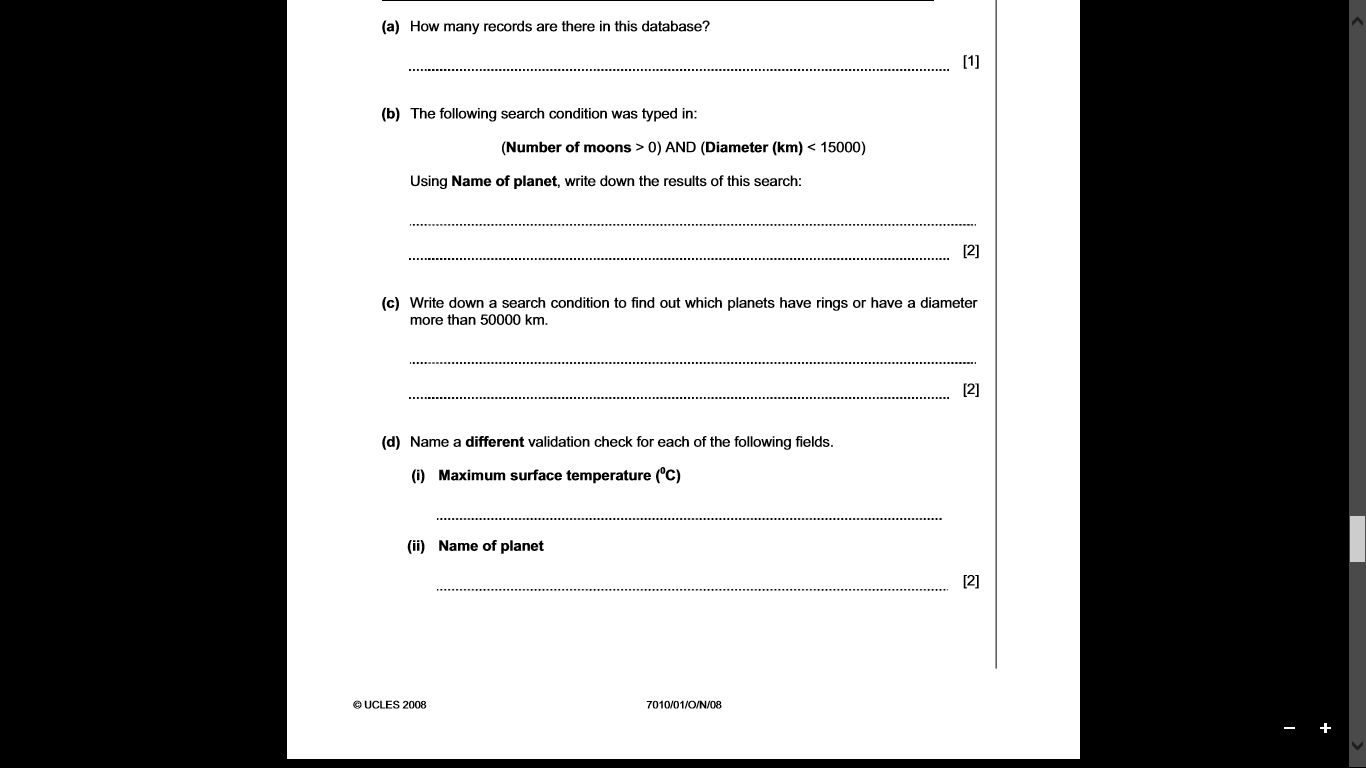 (a) How many records are there in this database?
[1]
(b) The following search condition was typed in:
(Number of moons > 0) AND (Diameter (km) < 15000)
Using Name of planet, write down the results of this search:
[2]
(c) Write down a search condition to find out which planets have rings or have a diameter
more than 50000 km.
[2]
(d) Name a different validation check for each of the following fields.
(i) Maximum surface temperature (⁰C)
(ii) Name of planet
[2]
© UCLES 2008 7010/01/O/N/08